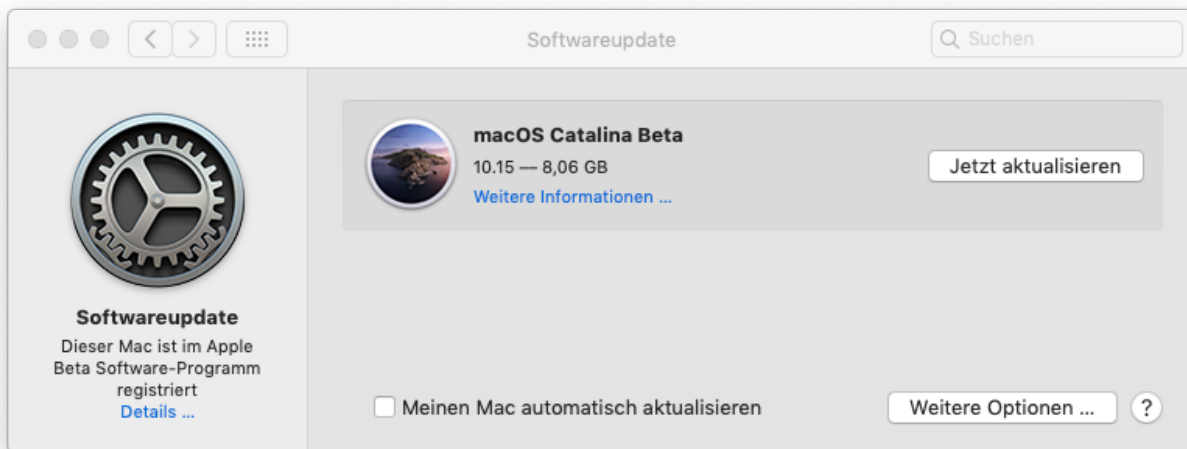 Softwareupdate
Suchen
macOS Catalina Beta
10.15 — 8,06 GB
Weitere Informationen ...
Jetzt aktualisieren
Softwareupdate
Dieser Mac ist im Apple
Beta Software-Programm
registriert
Details ...
Meinen Mac automatisch aktualisieren
Weitere Optionen ...
?